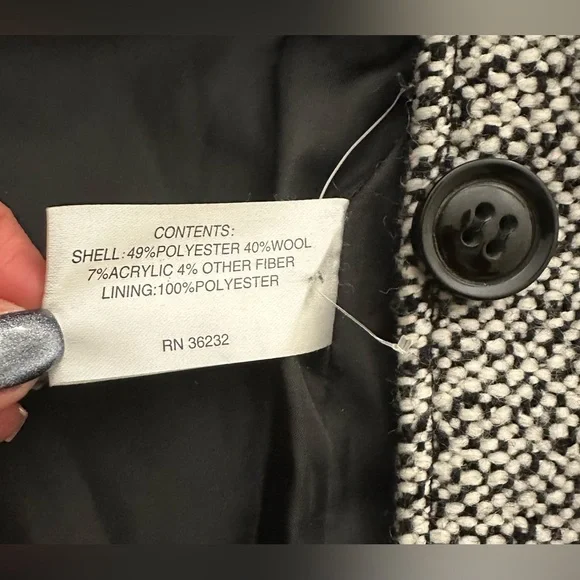 CONTENTS:
SHELL:49%POLYESTER 40%WOOL
7%ACRYLIC 4% OTHER FIBER
LINING:100%POLYESTER
RN 36232